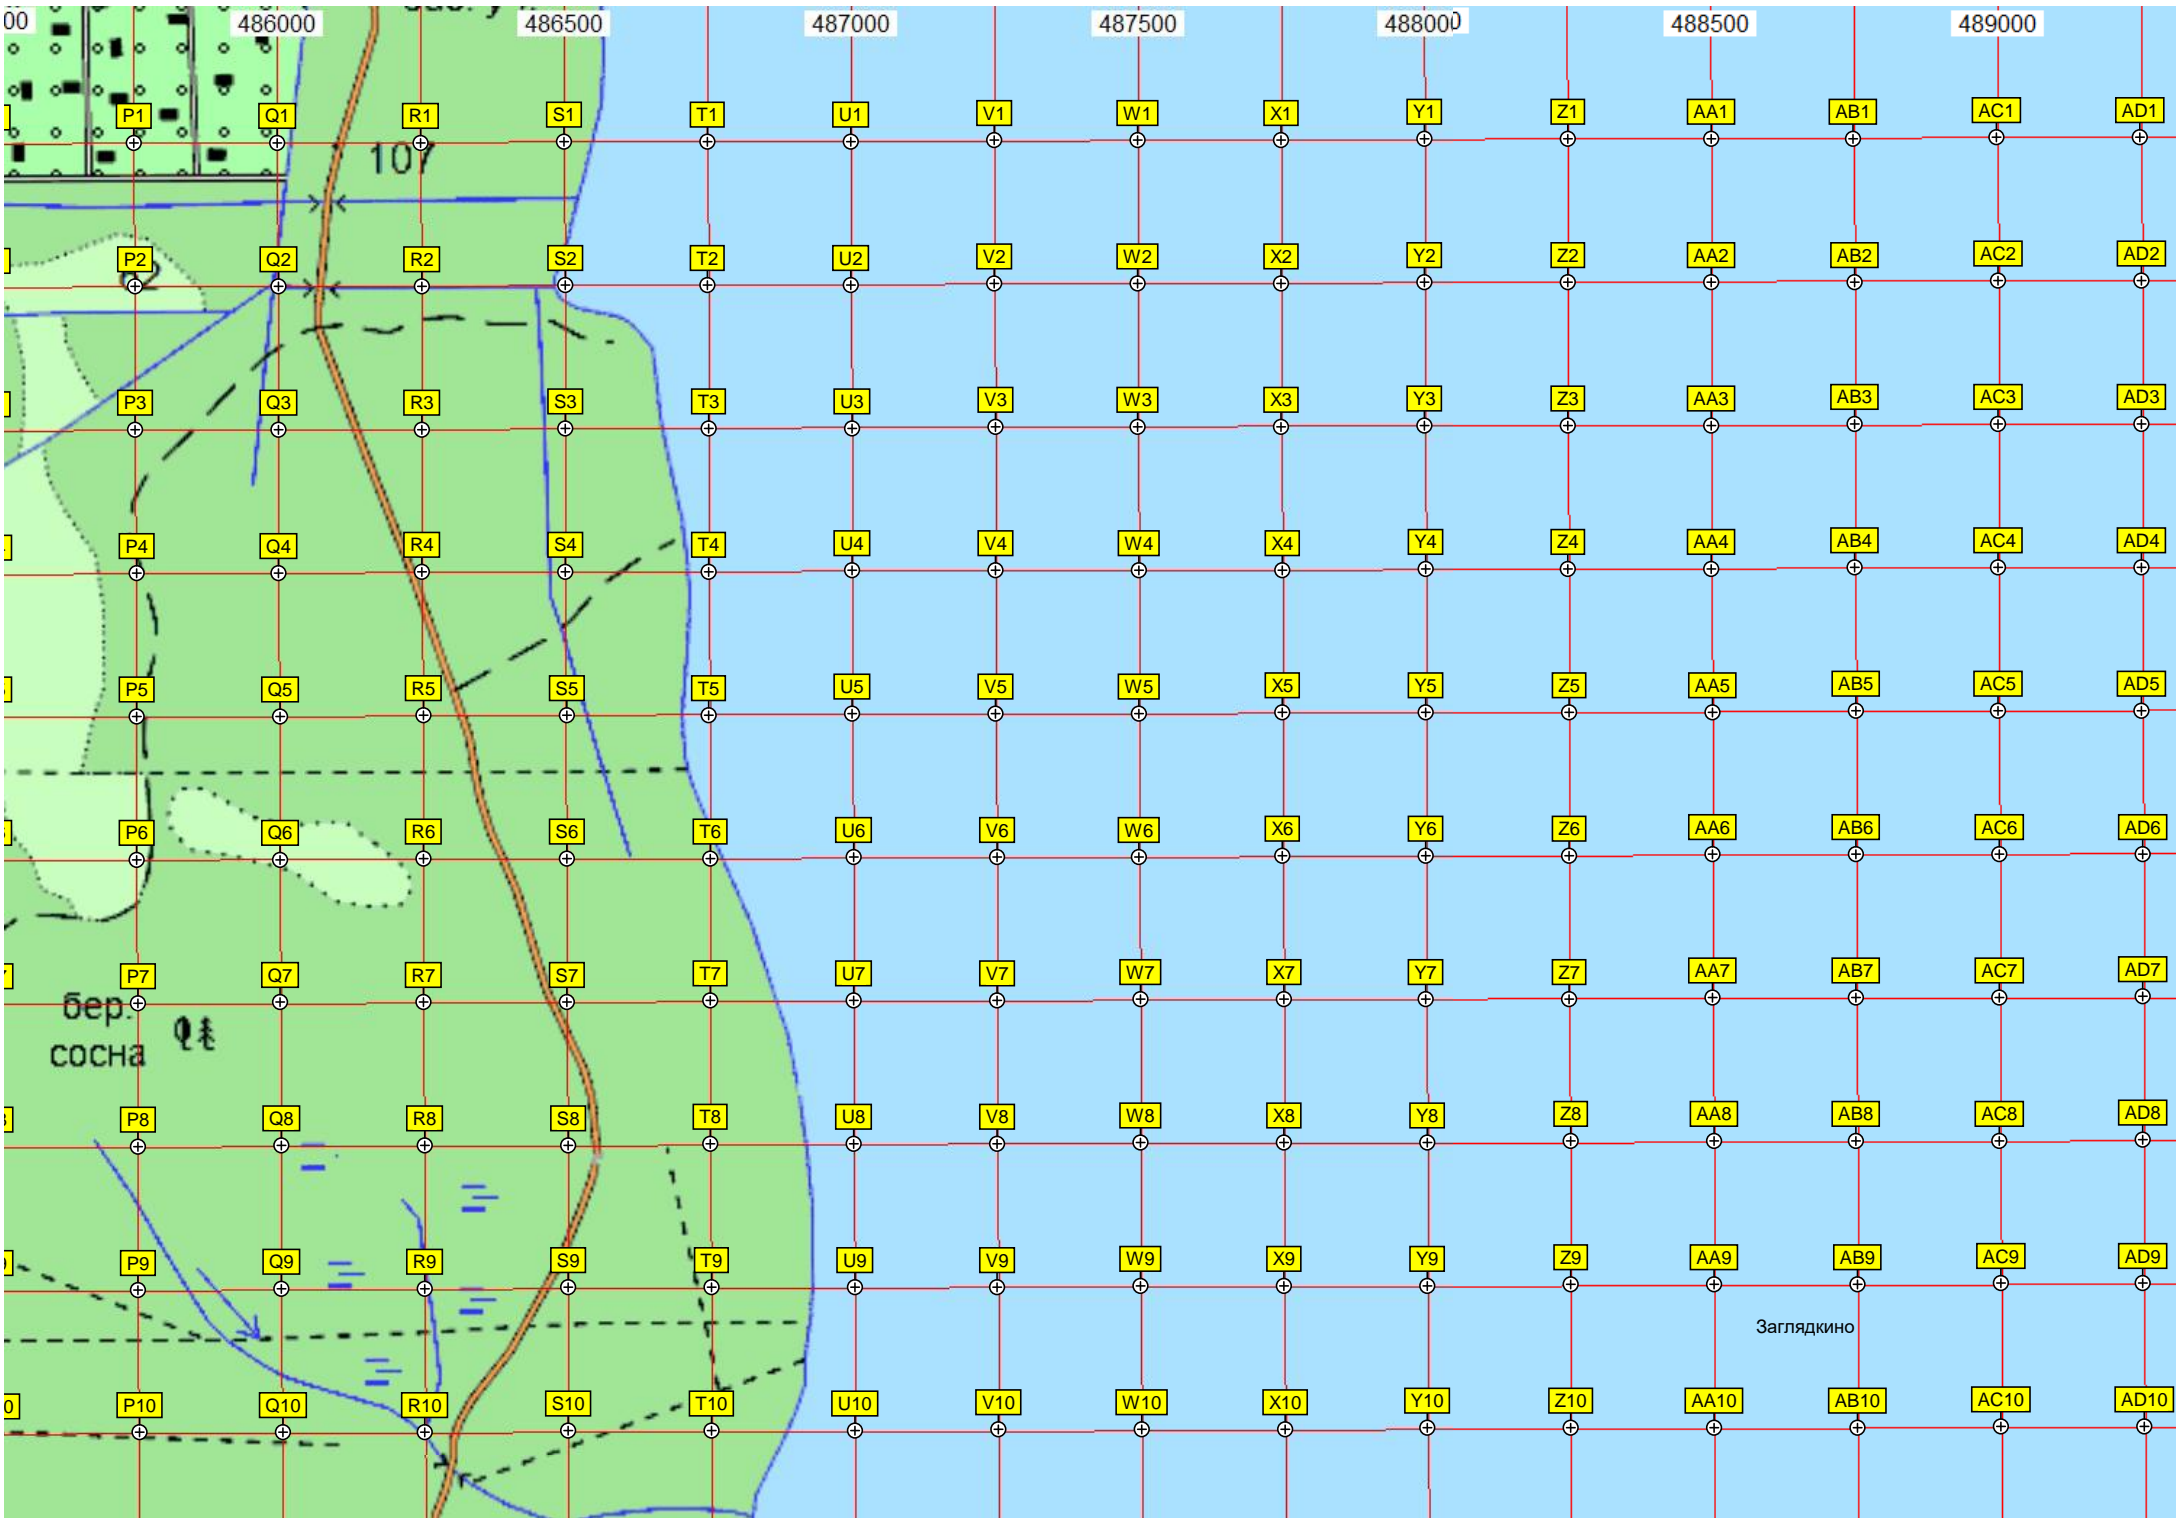 00 486000 486500 487000 487500 488000 488500 489000
P1 Q1 R1 S1 T1 U1 V1 W1 X1 Y1 Z1 AA1 AB1 AC1 AD1
107
P2 Q2 R2 S2 T2 U2 V2 W2 X2 Y2 Z2 AA2 AB2 AC2 AD2
P3 Q3 R3 S3 T3 U3 V3 W3 X3 Y3 Z3 AA3 AB3 AC3 AD3
P4 Q4 R4 S4 T4 U4 V4 W4 X4 Y4 Z4 AA4 AB4 AC4 AD4
P5 Q5 R5 S5 T5 U5 V5 W5 X5 Y5 Z5 AA5 AB5 AC5 AD5
P6 Q6 R6 S6 T6 U6 V6 W6 X6 Y6 Z6 AA6 AB6 AC6 AD6
P7 Q7 R7 S7 T7 U7 V7 W7 X7 Y7 Z7 AA7 AB7 AC7 AD7
бер.
сосна
P8 Q8 R8 S8 T8 U8 V8 W8 X8 Y8 Z8 AA8 AB8 AC8 AD8
P9 Q9 R9 S9 T9 U9 V9 W9 X9 Y9 Z9 AA9 AB9 AC9 AD9
Заглядкино
0 P10 Q10 R10 S10 T10 U10 V10 W10 X10 Y10 Z10 AA10 AB10 AC10 AD10